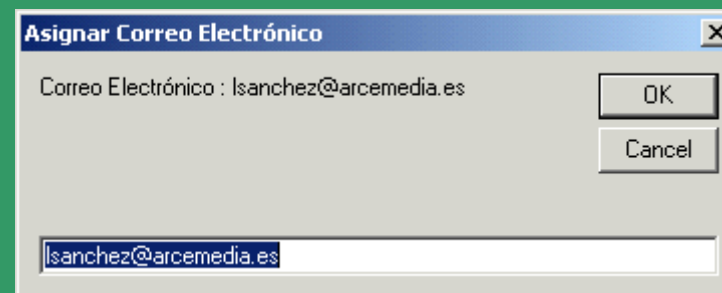 Asignar Correo Electrónico
Correo Electrónico : lsanchez@arcemedia.es
OK
Cancel
lsanchez@arcemedia.es